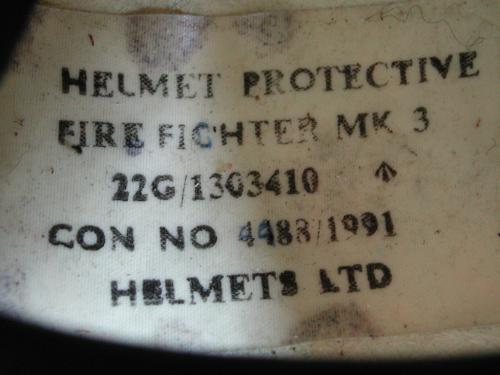 HELMET PROTECTIVE
FIRE FIGHTER MK 3
22G/1303410 ↑
CON NO 4488/1991
HELMETS LTD